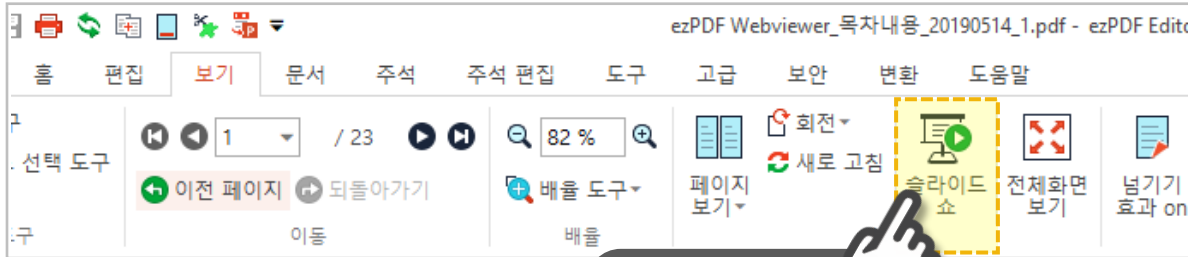 ezPDF Webviewer_목차내용_20190514_1.pdf - ezPDF Edito
홈 편집 보기 문서 주석 주석 편집 도구 고급 보안 변환 도움말
1 / 23 82 % 회전
선택 도구 새로 고침
이전 페이지 되돌아가기 배율 도구 페이지 보기 슬라이드 쇼 전체화면 보기 넘기기 효과 on
이동 배율